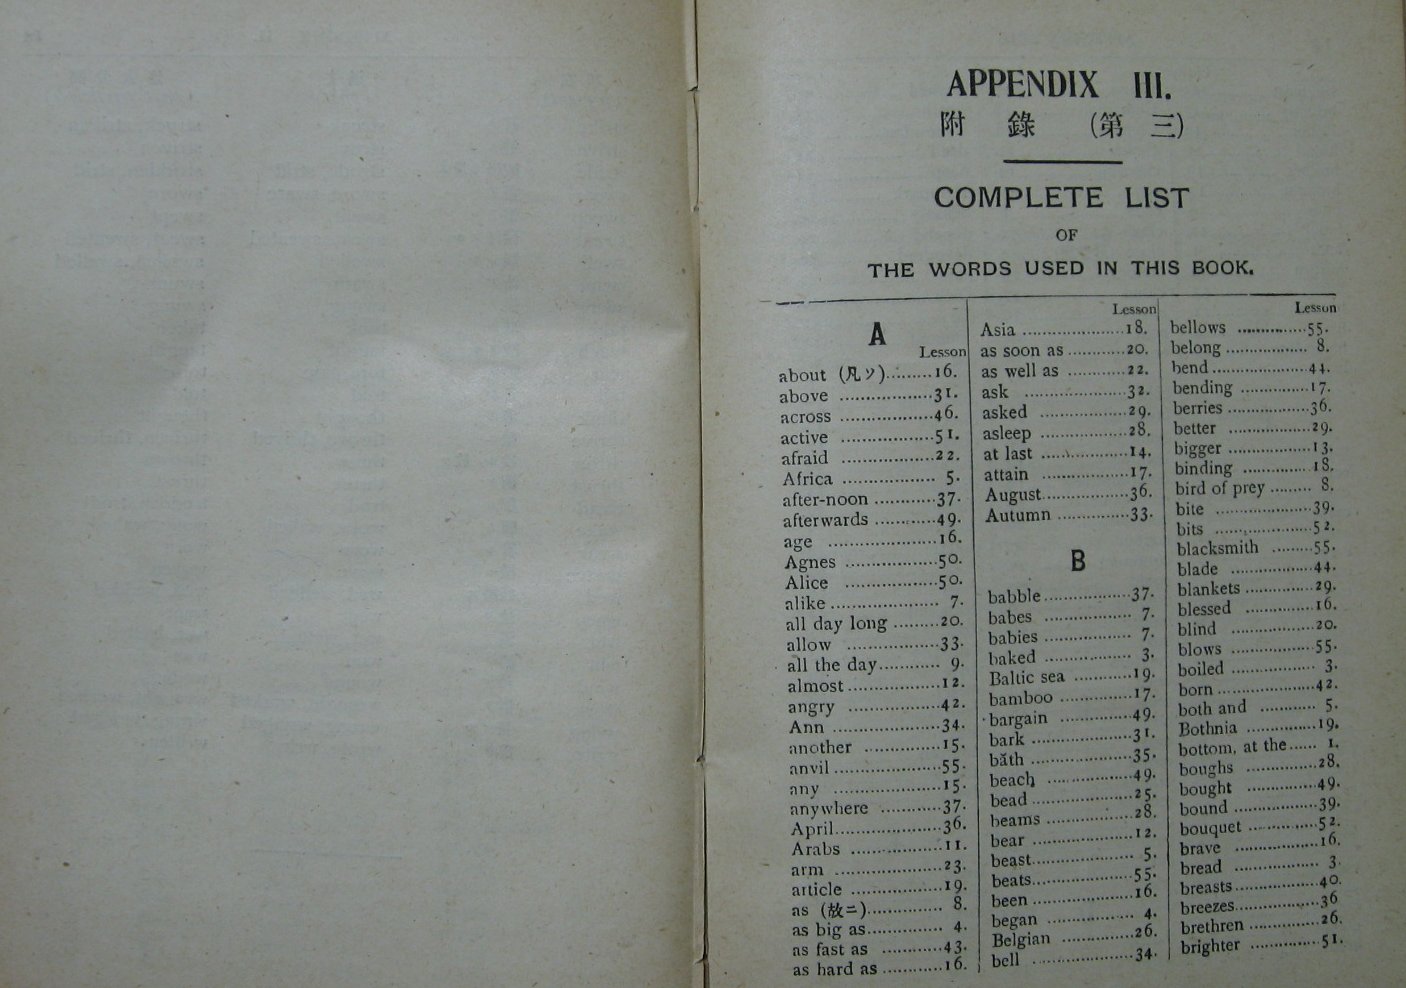 APPENDIX III.
附 錄 (第 三)
COMPLETE LIST
OF
THE WORDS USED IN THIS BOOK.
A
Lesson
about (凡ソ).........16.
above .................31.
across .................46.
active .................51.
afraid .................22.
Africa ................. 5.
after-noon ...........37.
afterwards ...........49.
age .....................16.
Agnes .................50.
Alice .................50.
alike .................... 7.
all day long .........20.
allow .................33.
all the day........... 9.
almost .................12.
angry .................42.
Ann ....................34.
another ..............15.
anvil ....................55.
any ....................15.
anywhere ...........37.
April....................36.
Arabs .................11.
arm ....................23.
article .................19.
as (故ニ).............. 8.
as big as.............. 4.
as fast as ...........43.
as hard as ...........16.
Lesson
Asia ....................18.
as soon as ...........20.
as well as ...........22.
ask ....................32.
asked .................29.
asleep .................28.
at last .................14.
attain .................17.
August.................36.
Autumn ..............33.
B
babble .................37.
babes ................. 7.
babies ................. 7.
baked ................. 3.
Baltic sea ...........19.
bamboo ..............17.
bargain ..............49.
bark ....................31.
băth ....................35.
beach .................49.
bead ....................25.
beams .................28.
bear ....................12.
beast.................... 5.
beats....................55.
been ....................16.
began ................. 4.
Belgian ..............26.
bell ....................34.
Lesson
bellows ..............55.
belong ................. 8.
bend ....................44.
bending ..............17.
berries .................36.
better .................29.
bigger .................13.
binding ..............18.
bird of prey ......... 8.
bite ....................39.
bits ....................52.
blacksmith .........55.
blade .................44.
blankets ..............29.
blessed ..............16.
blind .................20.
blows .................55.
boiled ................. 3.
born ....................42.
both and ........... 5.
Bothnia ..............19.
bottom, at the...... 1.
boughs ..............28.
bought ..............49.
bound .................39.
bouquet ..............52.
brave .................16.
bread ................. 3.
breasts .................40.
breezes.................36
brethren ..............26.
brighter ..............51.